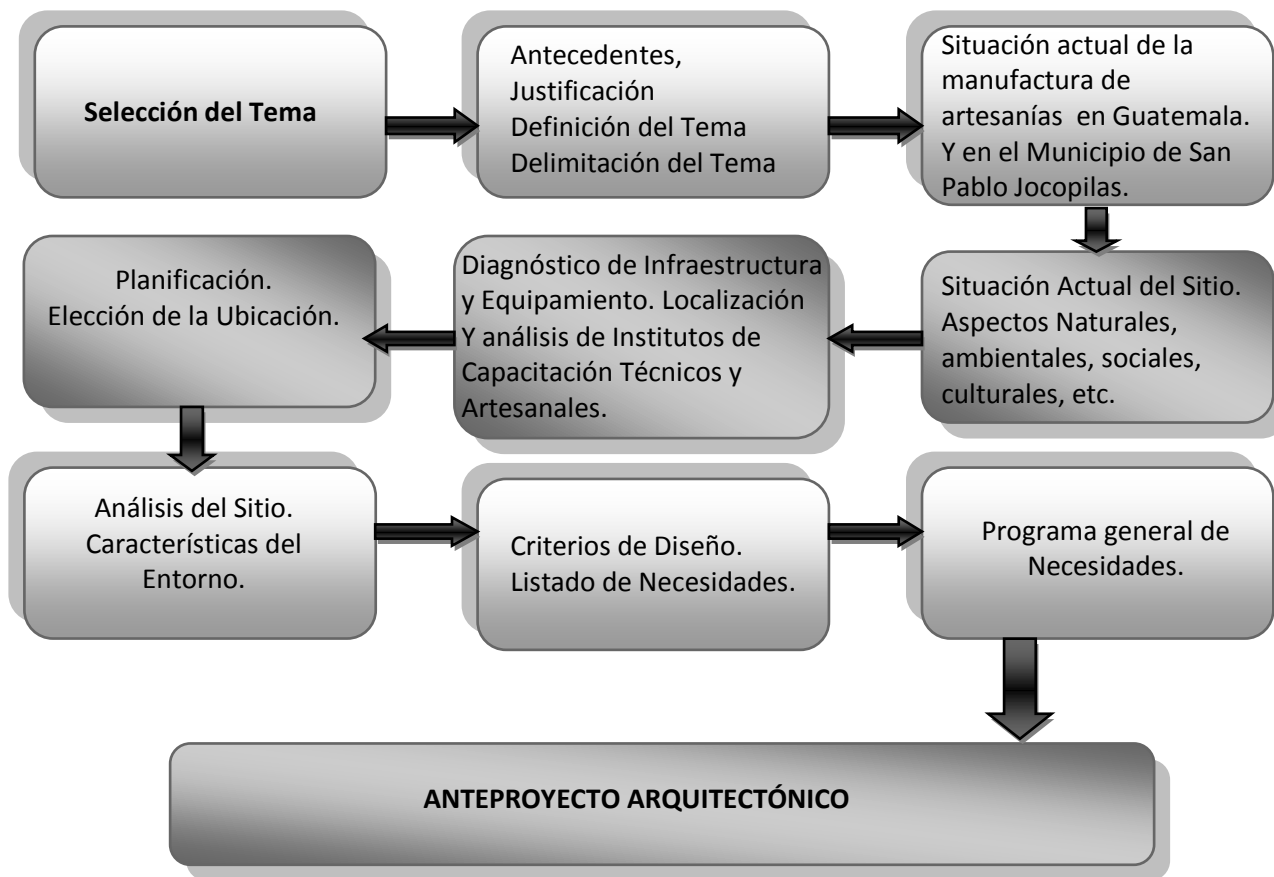 Selección del Tema
Antecedentes,
Justificación
Definición del Tema
Delimitación del Tema
Situación actual de la
manufactura de
artesanías  en Guatemala.
Y en el Municipio de San
Pablo Jocopilas.
Situación Actual del Sitio.
Aspectos Naturales,
ambientales, sociales,
culturales, etc.
Diagnóstico de Infraestructura
y Equipamiento. Localización
Y análisis de Institutos de
Capacitación Técnicos y
Artesanales.
Planificación.
Elección de la Ubicación.
Análisis del Sitio.
Características del
Entorno.
Criterios de Diseño.
Listado de Necesidades.
Programa general de
Necesidades.
ANTEPROYECTO ARQUITECTÓNICO